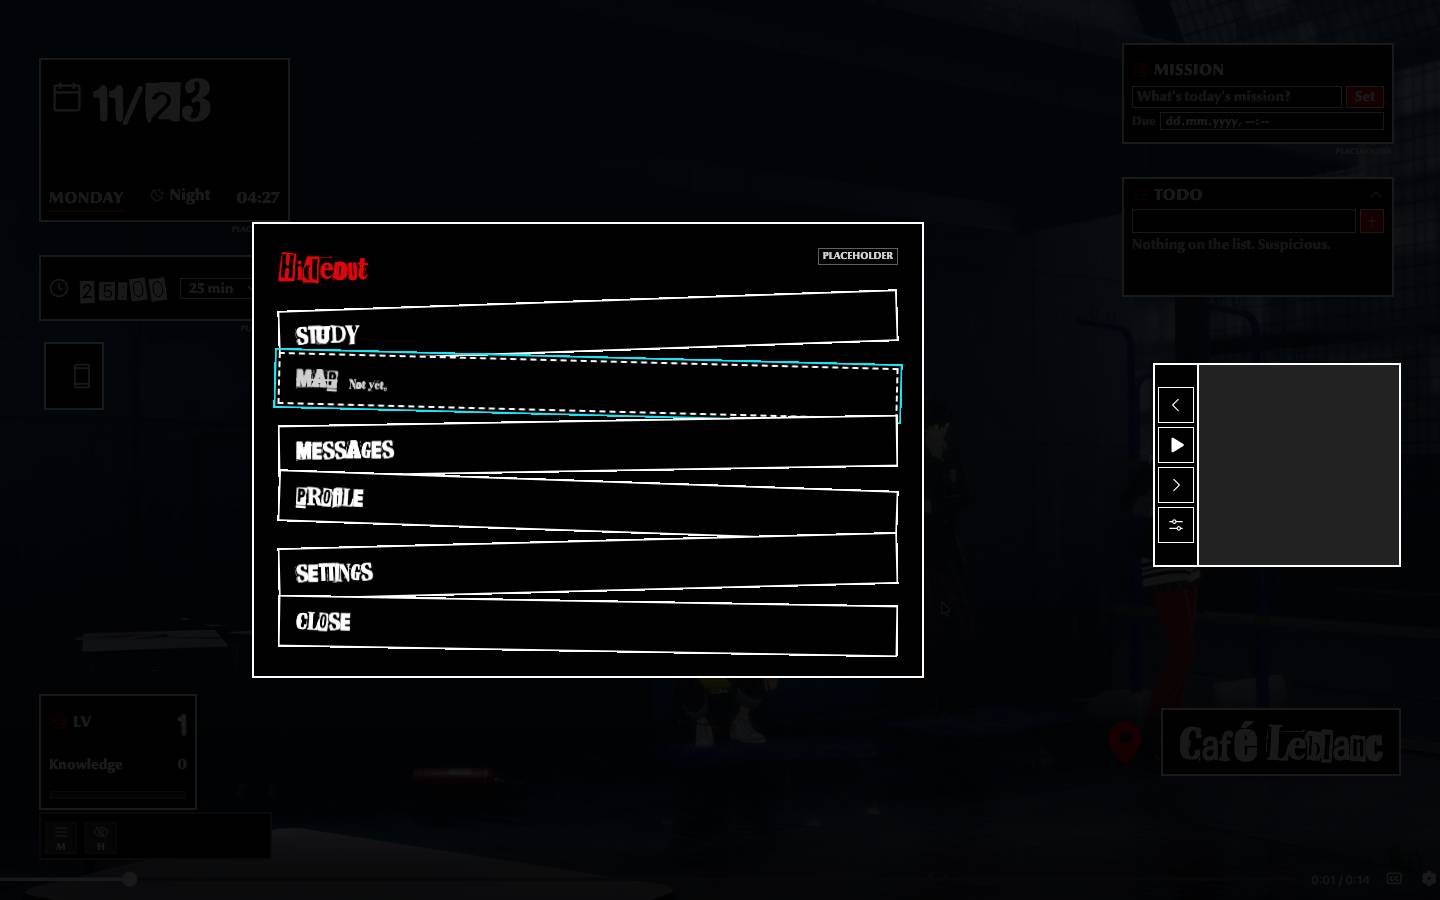 11/23
MONDAY
Night
04:27
25:00
25 min
MISSION
What's today's mission?
Set
Due
dd.mm.yyyy, --:--
PLACEHOLDER
TODO
+
Nothing on the list. Suspicious.
Hideout
PLACEHOLDER
STUDY
MAP
Not yet.
MESSAGES
PROFILE
SETTINGS
CLOSE
LV
1
Knowledge
0
M
H
Café Leblanc
0:01 / 0:14
CC